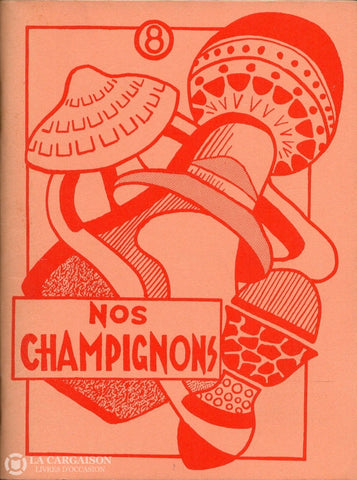 8
NOS
CHAMPIGNONS
LA CARGAISON
LIVRES D'OCCASION